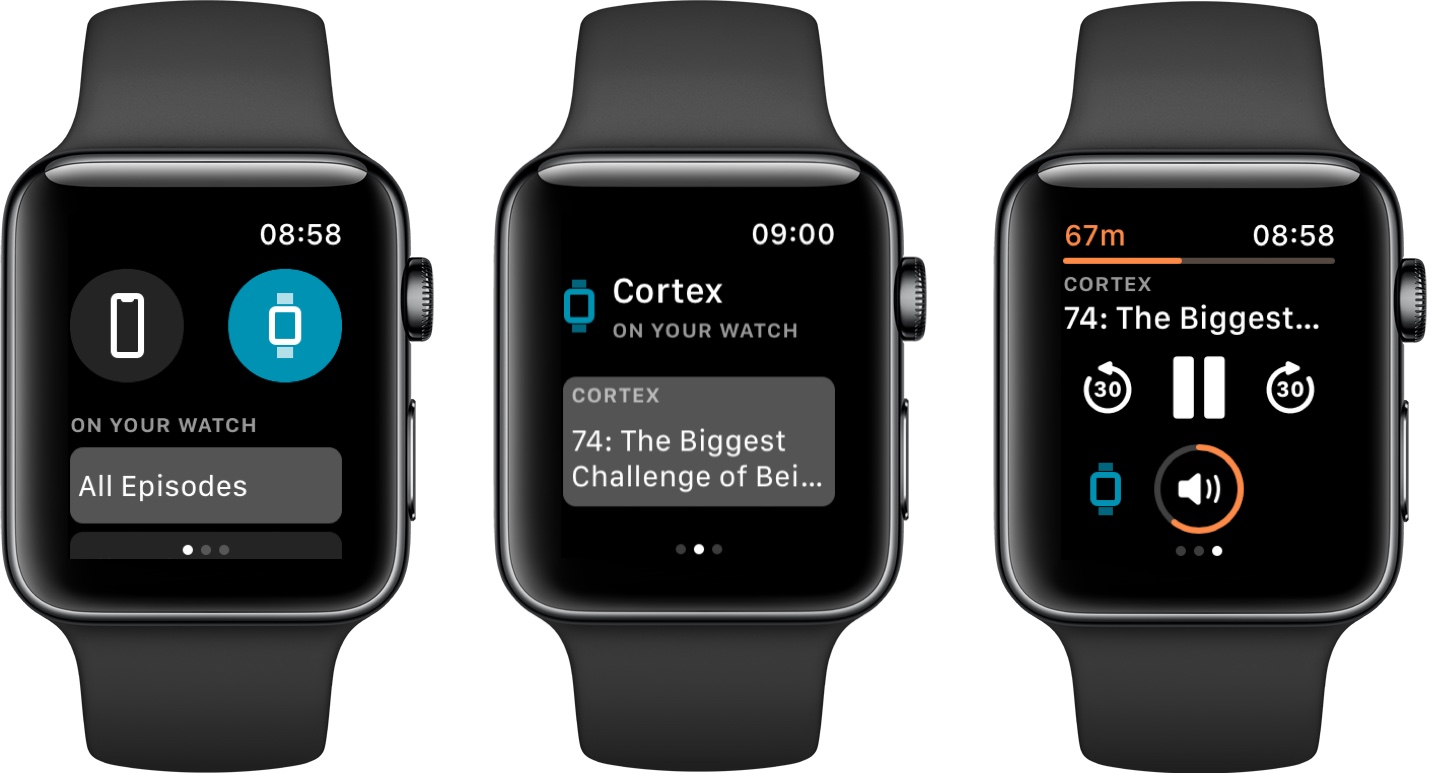 08:58
ON YOUR WATCH
All Episodes
09:00
Cortex
ON YOUR WATCH
CORTEX
74: The Biggest
Challenge of Bei...
67m 08:58
CORTEX
74: The Biggest...
30 30